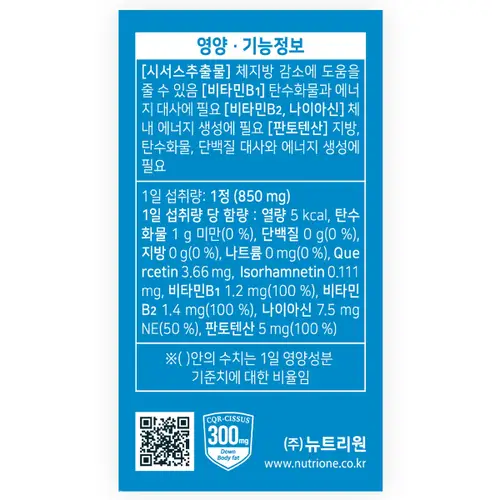 영양 · 기능정보
[시서스추출물] 체지방 감소에 도움을
줄 수 있음 [비타민B1] 탄수화물과 에너
지 대사에 필요 [비타민B2, 나이아신] 체
내 에너지 생성에 필요 [판토텐산] 지방,
탄수화물, 단백질 대사와 에너지 생성에
필요
1일 섭취량: 1정 (850 mg)
1일 섭취량 당 함량 : 열량 5 kcal, 탄수
화물 1 g 미만(0 %), 단백질 0 g(0 %),
지방 0 g(0 %), 나트륨 0 mg(0 %), Que
rcetin 3.66 mg, Isorhamnetin 0.111
mg, 비타민B1 1.2 mg(100 %), 비타민
B2 1.4 mg(100 %), 나이아신 7.5 mg
NE(50 %), 판토텐산 5 mg(100 %)
※( )안의 수치는 1일 영양성분
기준치에 대한 비율임
CQR-CISSUS
300mg
Down
Body fat
(주)뉴트리원
www.nutrione.co.kr